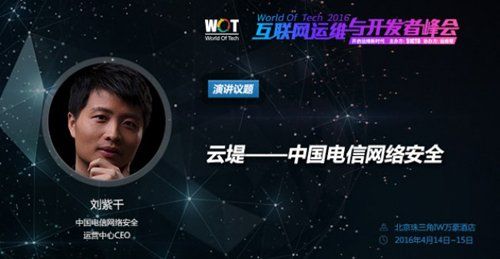 WOT
World Of Tech
World Of Tech 2016
互联网运维与开发者峰会
演讲议题
云堤——中国电信网络安全
刘紫千
中国电信网络安全
运营中心CEO
北京珠三角JW万豪酒店
2016年4月14日~15日